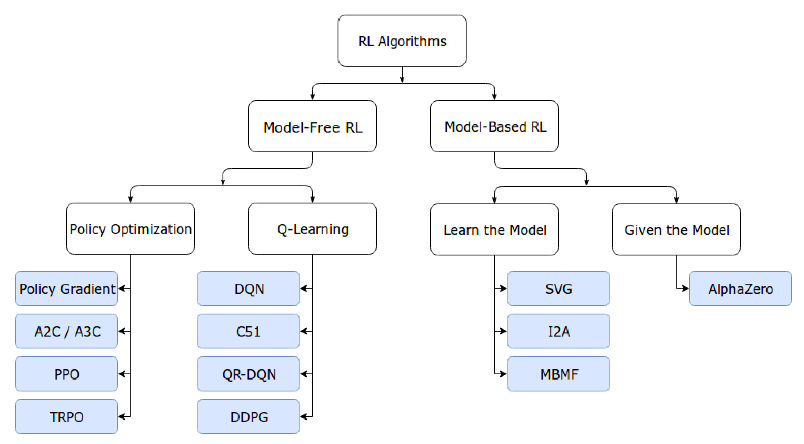 RL Algorithms
Model-Free RL
Model-Based RL
Policy Optimization
Q-Learning
Learn the Model
Given the Model
Policy Gradient
DQN
SVG
AlphaZero
A2C / A3C
C51
I2A
PPO
QR-DQN
MBMF
TRPO
DDPG